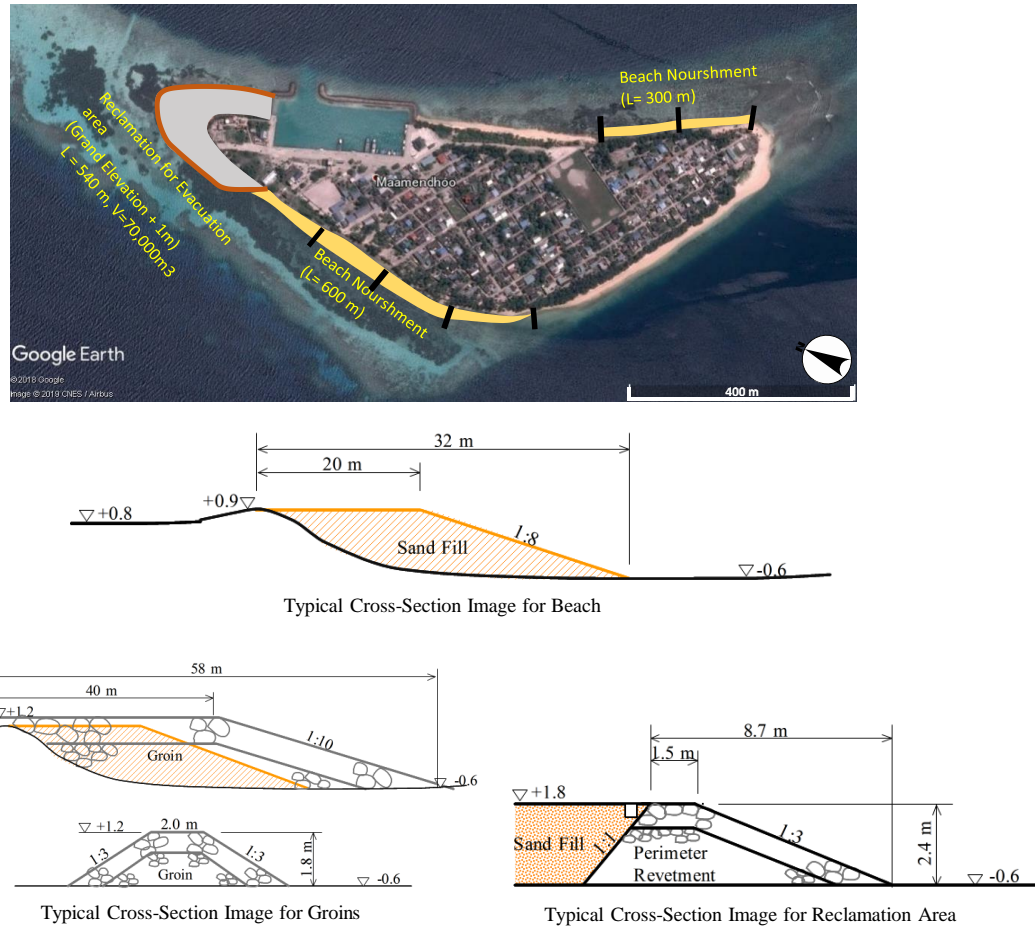 Beach Nourshment
(L= 300 m)
Reclamation for Evacuation
area
(Grand Elevation + 1m)
L = 540 m, V=70,000m3
Maamendhoo
Beach Nourshment
(L= 600 m)
Google Earth
©2018 Google
Image © 2019 CNES / Airbus
N
400 m
32 m
20 m
+0.9
+0.8
1:8
Sand Fill
-0.6
Typical Cross-Section Image for Beach
58 m
40 m
+1.2
1:10
Groin
-0.6
+1.2
2.0 m
1:3
1:3
1.8 m
Groin
-0.6
Typical Cross-Section Image for Groins
8.7 m
1.5 m
+1.8
1:3
Sand Fill
1:1
Perimeter
Revetment
2.4 m
-0.6
Typical Cross-Section Image for Reclamation Area